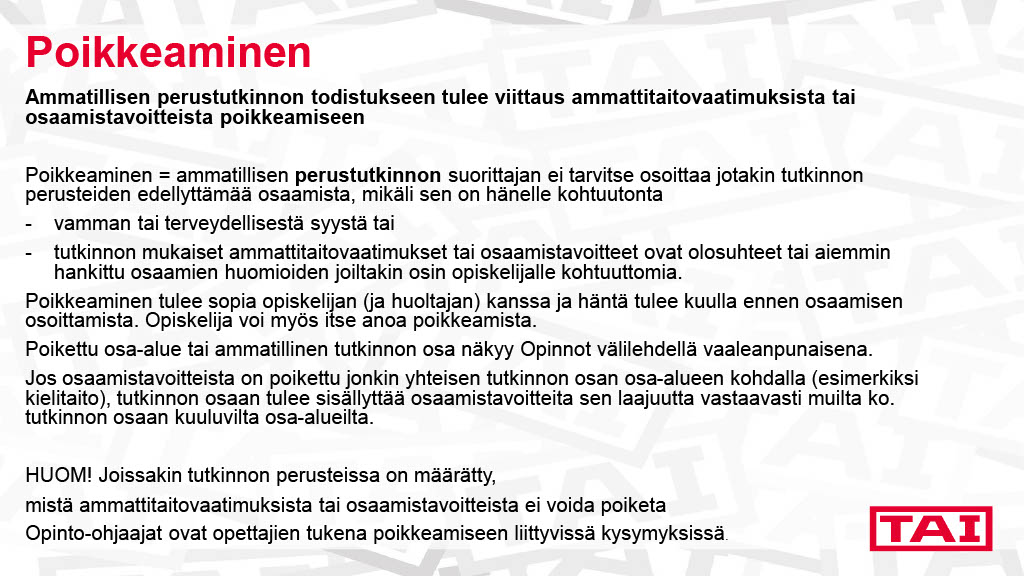 Poikkeaminen
Ammatillisen perustutkinnon todistukseen tulee viittaus ammattitaitovaatimuksista tai
osaamistavoitteista poikkeamiseen
Poikkeaminen = ammatillisen perustutkinnon suorittajan ei tarvitse osoittaa jotakin tutkinnon
perusteiden edellyttämää osaamista, mikäli sen on hänelle kohtuutonta
- vamman tai terveydellisestä syystä tai
- tutkinnon mukaiset ammattitaitovaatimukset tai osaamistavoitteet ovat olosuhteet tai aiemmin
hankittu osaamien huomioiden joiltakin osin opiskelijalle kohtuuttomia.
Poikkeaminen tulee sopia opiskelijan (ja huoltajan) kanssa ja häntä tulee kuulla ennen osaamisen
osoittamista. Opiskelija voi myös itse anoa poikkeamista.
Poikettu osa-alue tai ammatillinen tutkinnon osa näkyy Opinnot välilehdellä vaaleanpunaisena.
Jos osaamistavoitteista on poikettu jonkin yhteisen tutkinnon osan osa-alueen kohdalla (esimerkiksi
kielitaito), tutkinnon osaan tulee sisällyttää osaamistavoitteita sen laajuutta vastaavasti muilta ko.
tutkinnon osaan kuuluvilta osa-alueilta.
HUOM! Joissakin tutkinnon perusteissa on määrätty,
mistä ammattitaitovaatimuksista tai osaamistavoitteista ei voida poiketa
Opinto-ohjaajat ovat opettajien tukena poikkeamiseen liittyvissä kysymyksissä.
TAI